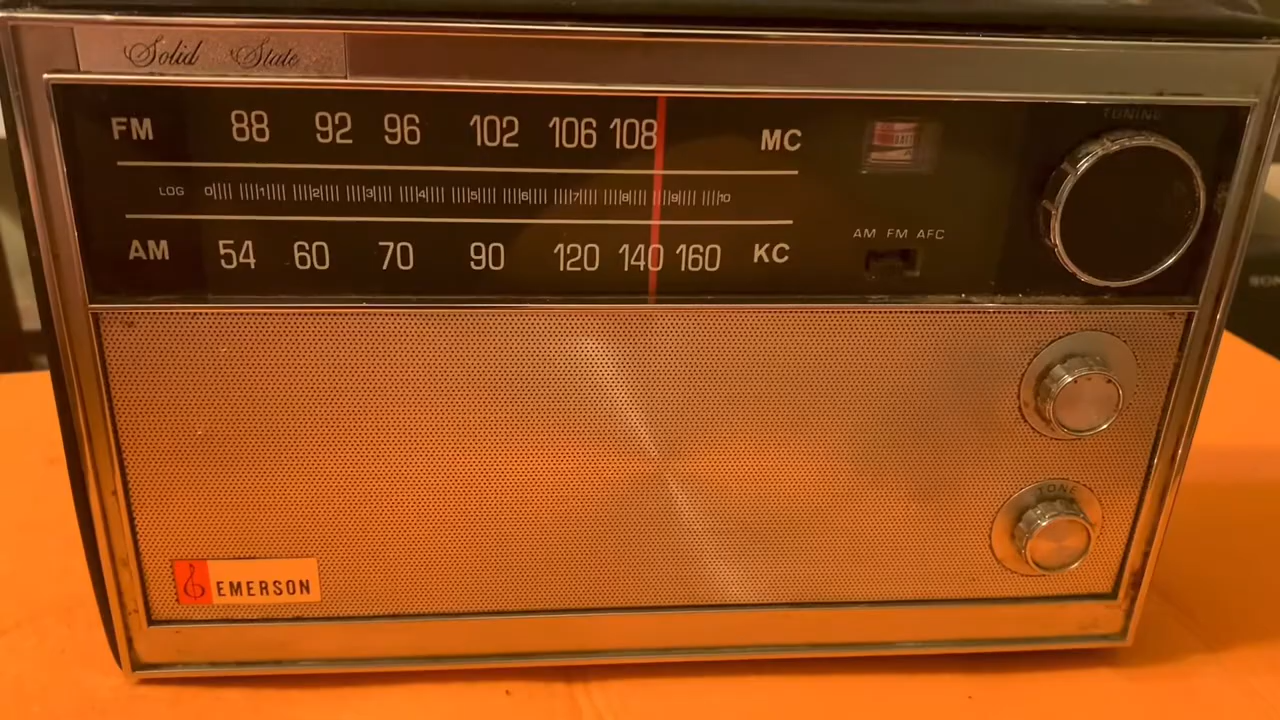 Solid State
TUNING
FM 88 92 96 102 106 108 MC
LOG 0 1 2 3 4 5 6 7 8 9 10
AM FM AFC
AM 54 60 70 90 120 140 160 KC
TONE
EMERSON